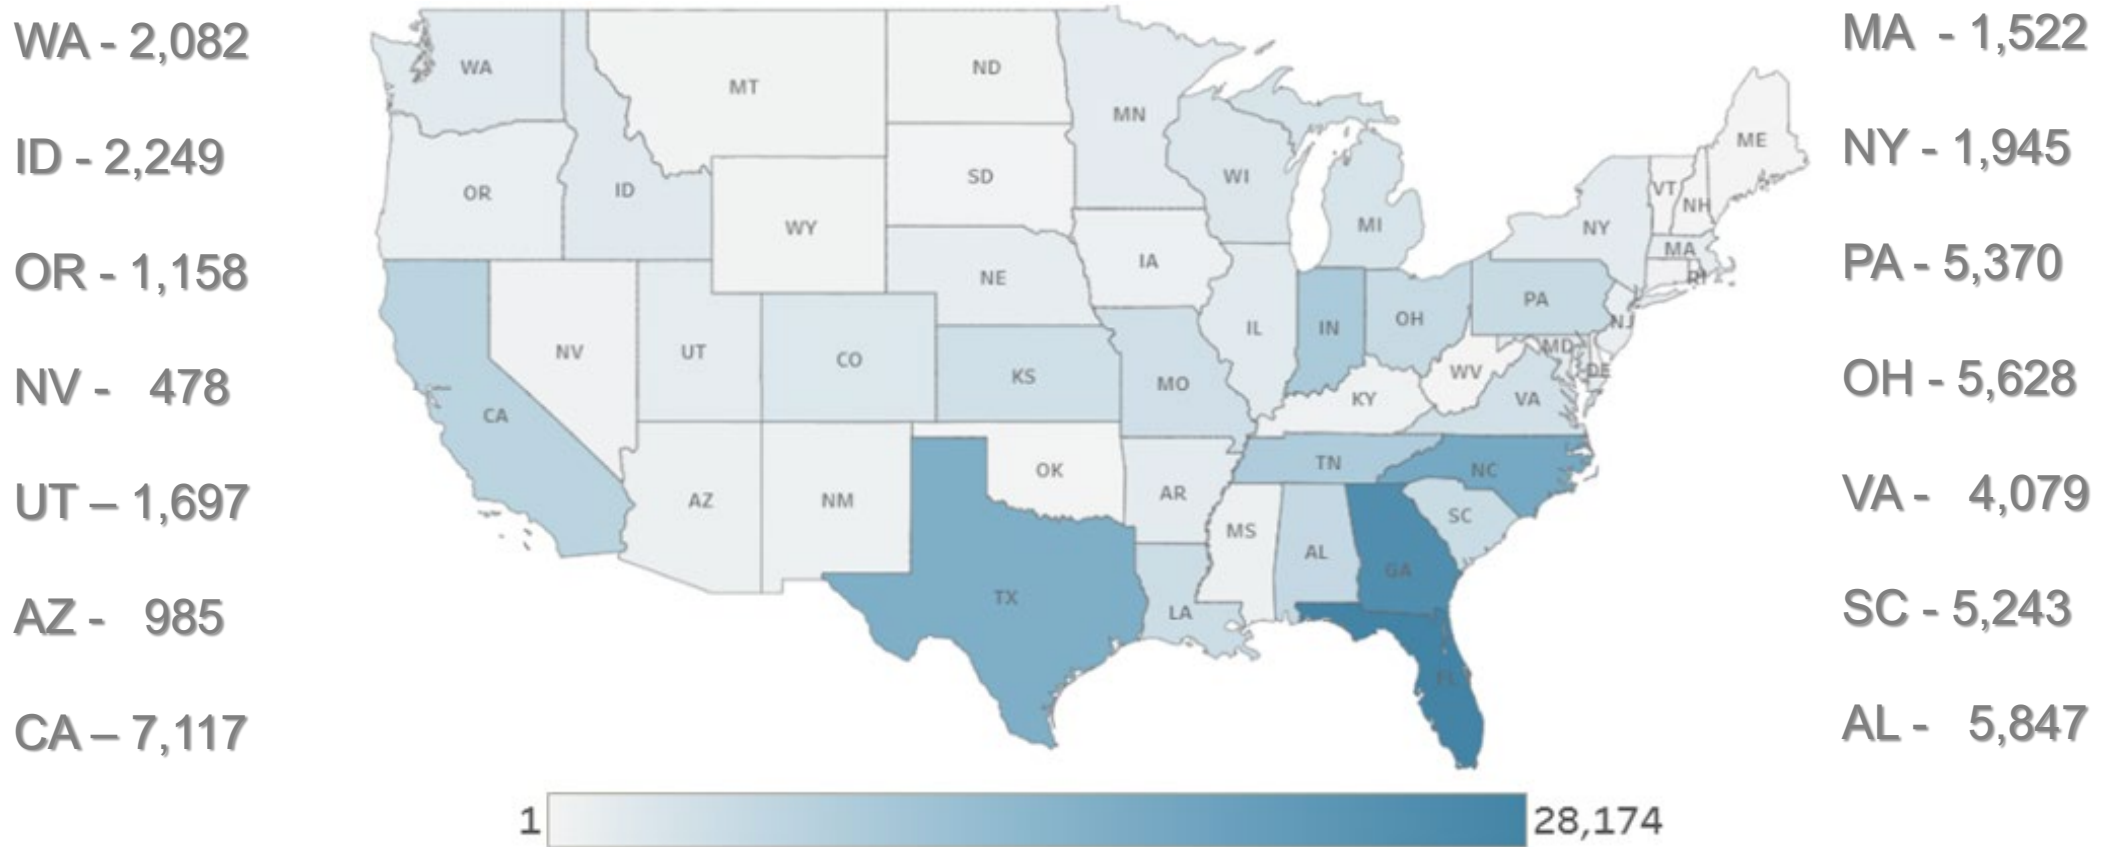 WA - 2,082
ID - 2,249
OR - 1,158
NV - 478
UT – 1,697
AZ - 985
CA – 7,117
WA
MT
ND
MN
OR
ID
SD
WI
MI
NY
VT
NH
ME
WY
IA
MA
RI
NE
PA
NJ
NV
UT
CO
IL
IN
OH
MD
DE
CA
KS
MO
KY
WV
VA
AZ
NM
OK
AR
TN
NC
TX
LA
MS
AL
GA
SC
FL
1
28,174
MA - 1,522
NY - 1,945
PA - 5,370
OH - 5,628
VA - 4,079
SC - 5,243
AL - 5,847